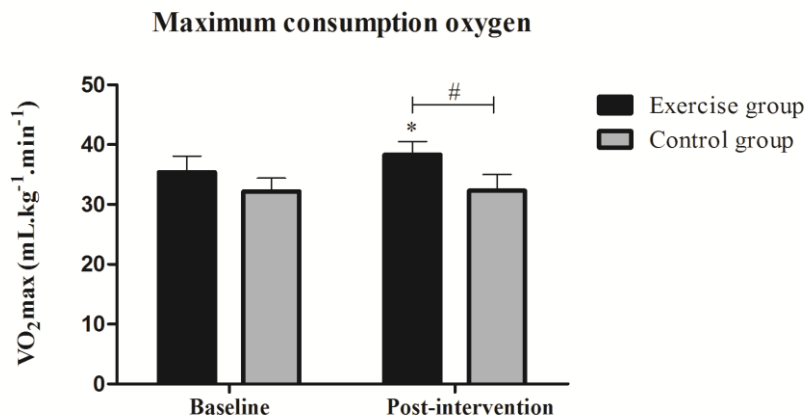 Maximum consumption oxygen
VO₂max (mL.kg⁻¹.min⁻¹)
50
40
30
20
10
0
*
#
Exercise group
Control group
Baseline
Post-intervention